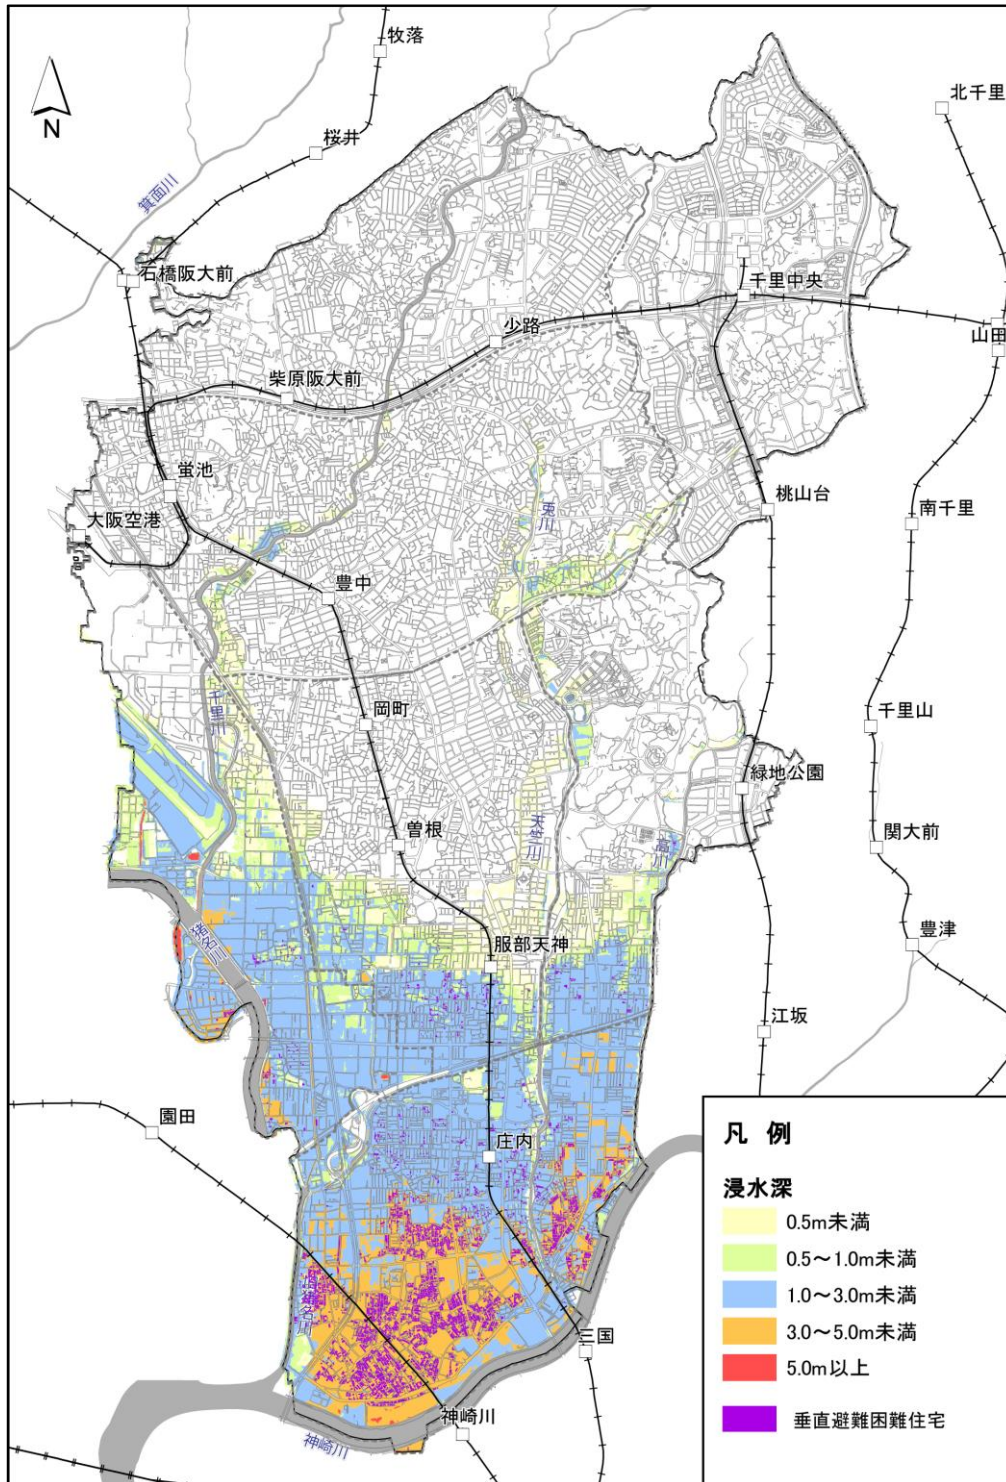 牧落
北千里
N
桜井
箕面川
石橋阪大前
千里中央
少路
山田
柴原阪大前
蛍池
桃山台
大阪空港
兎川
南千里
豊中
千里川
岡町
千里山
緑地公園
天竺川
曽根
高川
関大前
猪名川
服部天神
豊津
江坂
園田
庄内
旧猪名川
三国
神崎川
神崎川
凡 例
浸水深
0.5m未満
0.5～1.0m未満
1.0～3.0m未満
3.0～5.0m未満
5.0m以上
垂直避難困難住宅